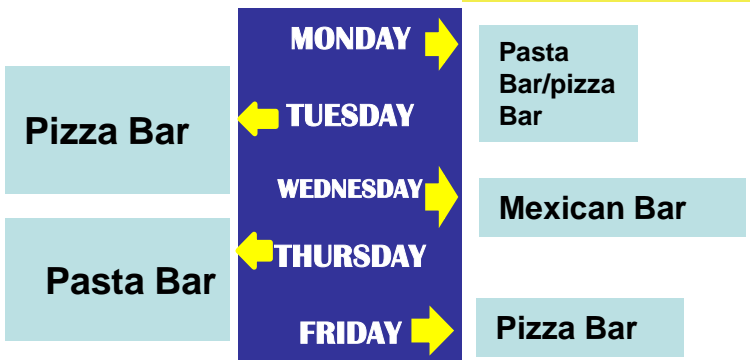 MONDAY
Pasta
Bar/pizza
Bar
TUESDAY
Pizza Bar
WEDNESDAY
Mexican Bar
THURSDAY
Pasta Bar
FRIDAY
Pizza Bar